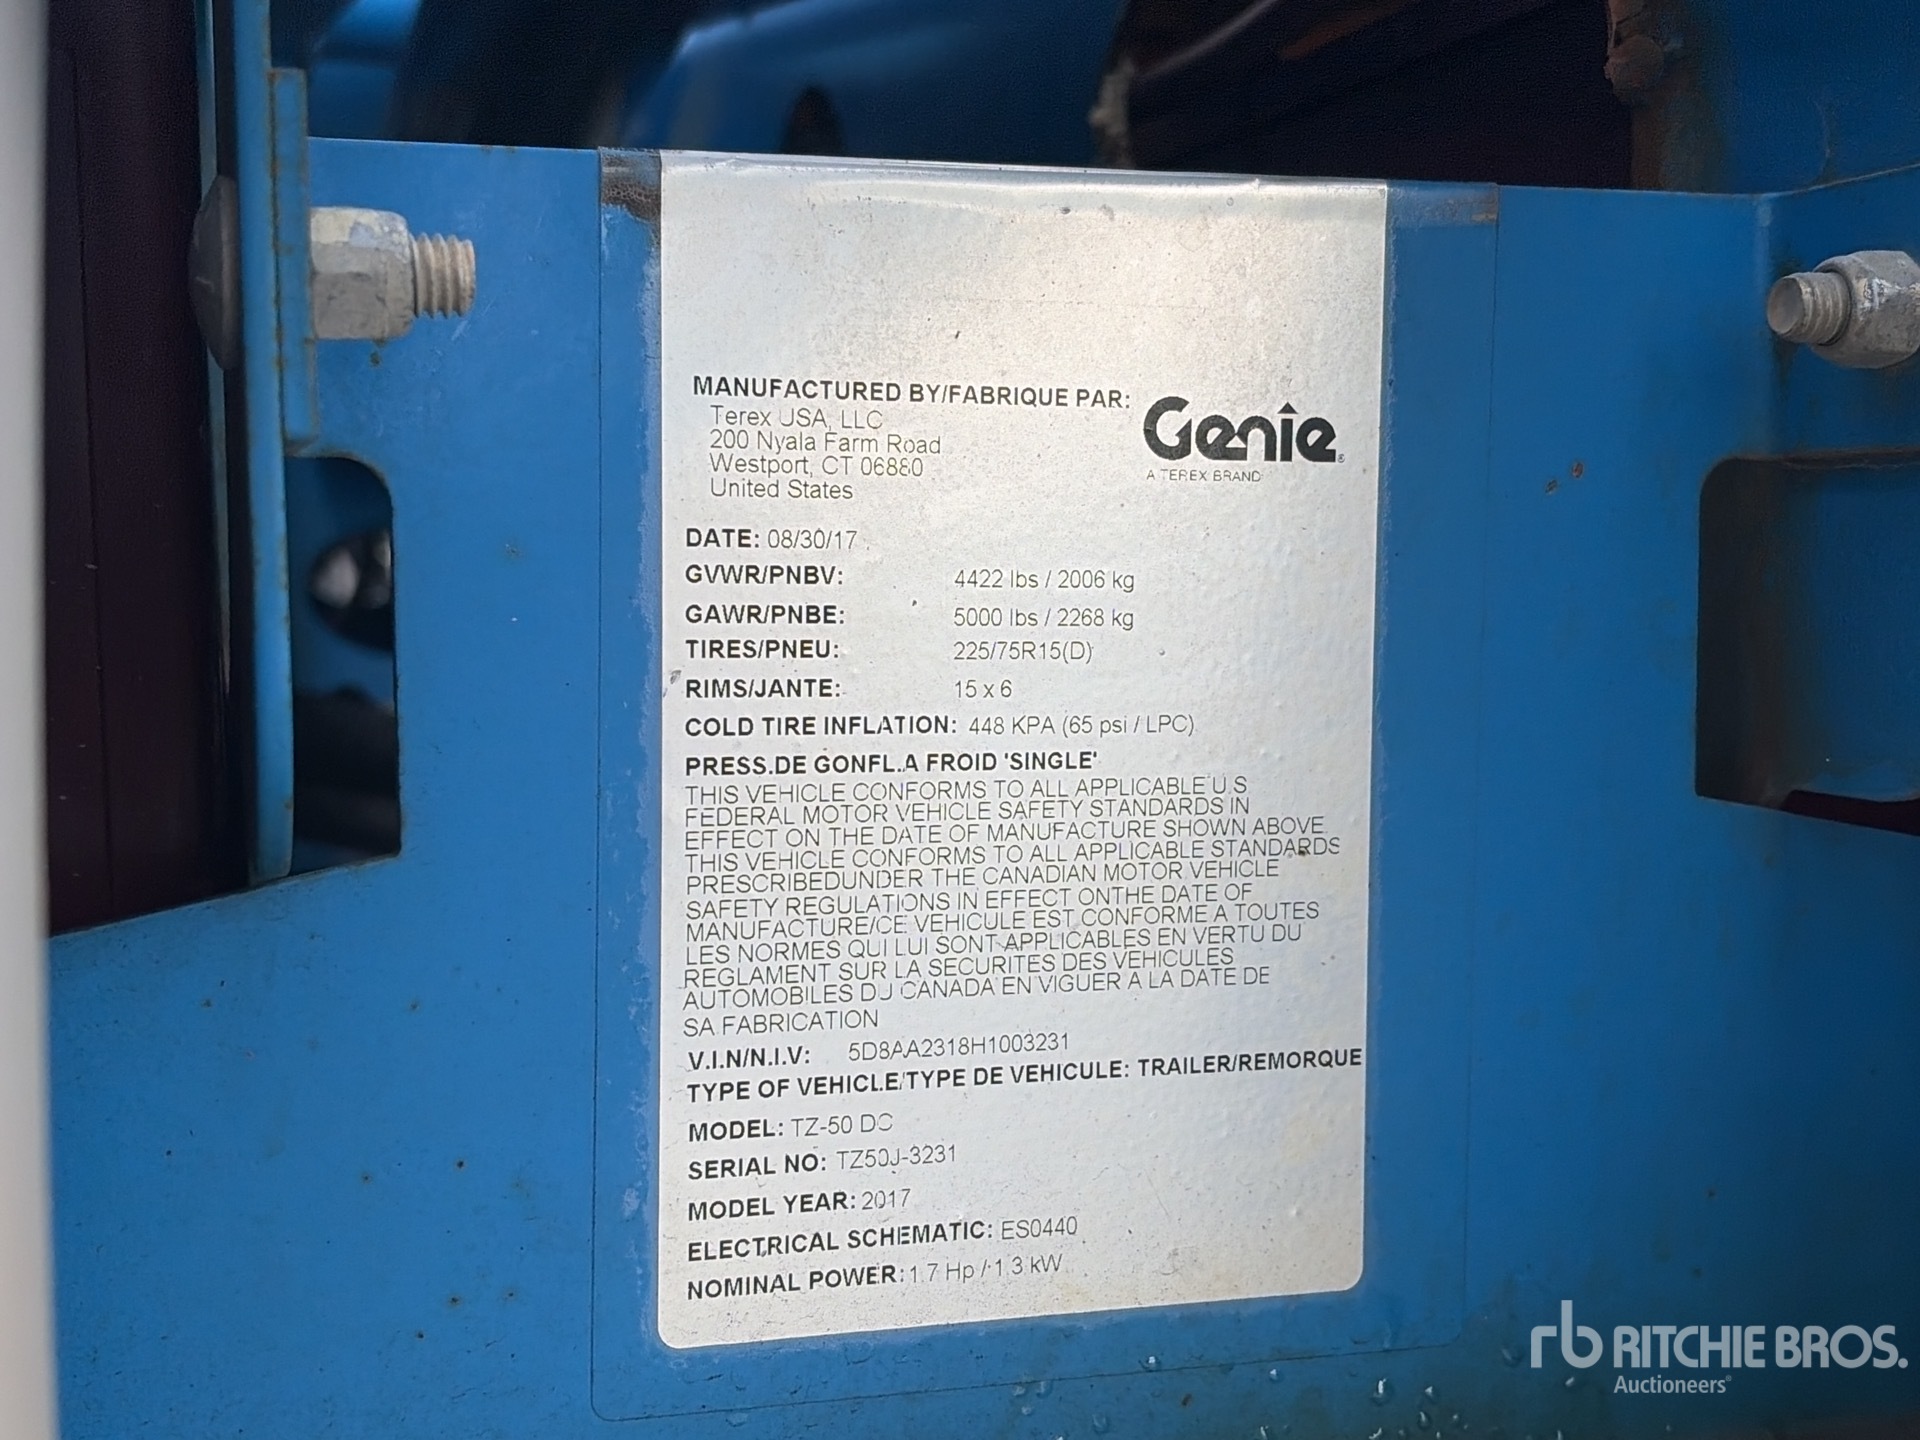 MANUFACTURED BY/FABRIQUE PAR:
Terex USA, LLC
200 Nyala Farm Road
Westport, CT 06880
United States
Genie
A TEREX BRAND
DATE: 08/30/17
GVWR/PNBV: 4422 lbs / 2006 kg
GAWR/PNBE: 5000 lbs / 2268 kg
TIRES/PNEU: 225/75R15(D)
RIMS/JANTE: 15 x 6
COLD TIRE INFLATION: 448 KPA (65 psi / LPC)
PRESS.DE GONFL.A FROID 'SINGLE'
THIS VEHICLE CONFORMS TO ALL APPLICABLE U.S
FEDERAL MOTOR VEHICLE SAFETY STANDARDS IN
EFFECT ON THE DATE OF MANUFACTURE SHOWN ABOVE
THIS VEHICLE CONFORMS TO ALL APPLICABLE STANDARDS
PRESCRIBEDUNDER THE CANADIAN MOTOR VEHICLE
SAFETY REGULATIONS IN EFFECT ONTHE DATE OF
MANUFACTURE/CE VEHICULE EST CONFORME A TOUTES
LES NORMES QUI LUI SONT APPLICABLES EN VERTU DU
REGLAMENT SUR LA SECURITES DES VEHICULES
AUTOMOBILES DU CANADA EN VIGUER A LA DATE DE
SA FABRICATION
V.I.N/N.I.V: 5D8AA2318H1003231
TYPE OF VEHICLE/TYPE DE VEHICULE: TRAILER/REMORQUE
MODEL: TZ-50 DC
SERIAL NO: TZ50J-3231
MODEL YEAR: 2017
ELECTRICAL SCHEMATIC: ES0440
NOMINAL POWER: 1.7 Hp / 1.3 kW
rb RITCHIE BROS.
Auctioneers